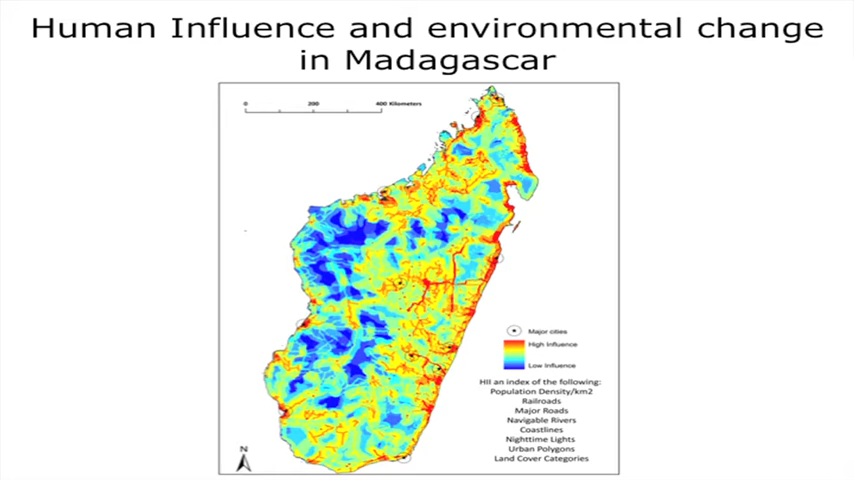 Human Influence and environmental change
in Madagascar
0 200 400 Kilometers
Major cities
High Influence
Low Influence
HII an index of the following:
Population Density/km2
Railroads
Major Roads
Navigable Rivers
Coastlines
Nighttime Lights
Urban Polygons
Land Cover Categories
N